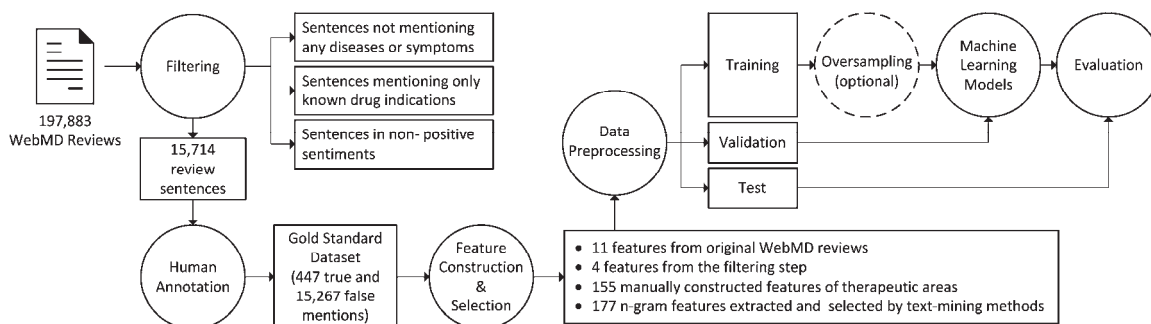 197,883
WebMD Reviews
Filtering
Sentences not mentioning
any diseases or symptoms
Sentences mentioning only
known drug indications
Sentences in non- positive
sentiments
15,714
review
sentences
Human
Annotation
Gold Standard
Dataset
(447 true and
15,267 false
mentions)
Feature
Construction
&
Selection
• 11 features from original WebMD reviews
• 4 features from the filtering step
• 155 manually constructed features of therapeutic areas
• 177 n-gram features extracted and selected by text-mining methods
Data
Preprocessing
Training
Validation
Test
Oversampling
(optional)
Machine
Learning
Models
Evaluation